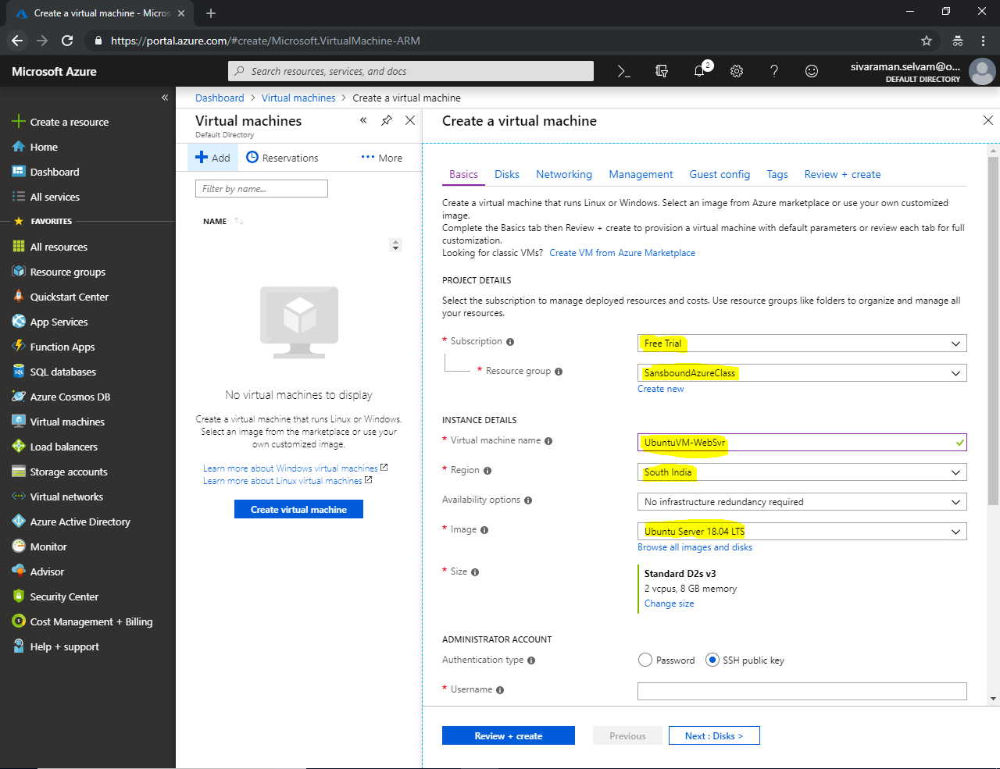 Create a virtual machine - Micros
https://portal.azure.com/#create/Microsoft.VirtualMachine-ARM
Microsoft Azure
Search resources, services, and docs
2
sivaraman.selvam@o...
DEFAULT DIRECTORY
Create a resource
Home
Dashboard
All services
FAVORITES
All resources
Resource groups
Quickstart Center
App Services
Function Apps
SQL databases
Azure Cosmos DB
Virtual machines
Load balancers
Storage accounts
Virtual networks
Azure Active Directory
Monitor
Advisor
Security Center
Cost Management + Billing
Help + support
Dashboard > Virtual machines > Create a virtual machine
Virtual machines
Default Directory
Add Reservations ••• More
Filter by name...
NAME
No virtual machines to display
Create a virtual machine that runs Linux or Windows.
Select an image from the marketplace or use your
own customized image.
Learn more about Windows virtual machines
Learn more about Linux virtual machines
Create virtual machine
Create a virtual machine
Basics Disks Networking Management Guest config Tags Review + create
Create a virtual machine that runs Linux or Windows. Select an image from Azure marketplace or use your own customized
image.
Complete the Basics tab then Review + create to provision a virtual machine with default parameters or review each tab for full
customization.
Looking for classic VMs? Create VM from Azure Marketplace
PROJECT DETAILS
Select the subscription to manage deployed resources and costs. Use resource groups like folders to organize and manage all
your resources.
* Subscription Free Trial
* Resource group SansboundAzureClass
Create new
INSTANCE DETAILS
* Virtual machine name UbuntuVM-WebSvr
* Region South India
Availability options No infrastructure redundancy required
* Image Ubuntu Server 18.04 LTS
Browse all images and disks
* Size Standard D2s v3
2 vcpus, 8 GB memory
Change size
ADMINISTRATOR ACCOUNT
Authentication type Password SSH public key
* Username
Review + create Previous Next : Disks >